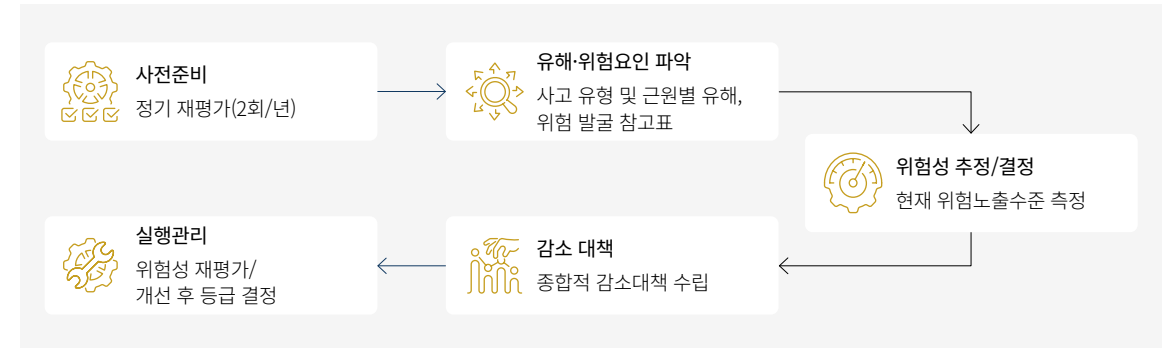 사전준비
정기 재평가(2회/년)
유해·위험요인 파악
사고 유형 및 근원별 유해,
위험 발굴 참고표
위험성 추정/결정
현재 위험노출수준 측정
감소 대책
종합적 감소대책 수립
실행관리
위험성 재평가/
개선 후 등급 결정